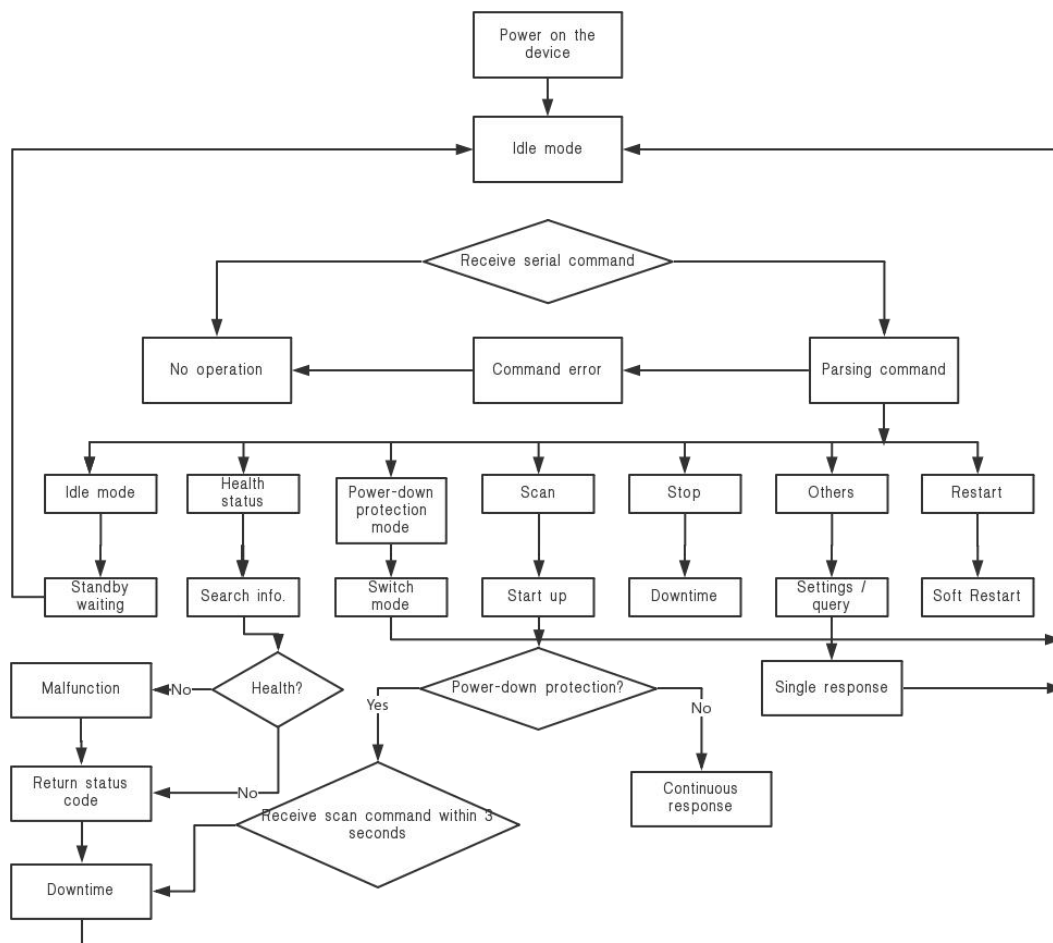 Power on the
device
Idle mode
Receive serial command
No operation
Command error
Parsing command
Idle mode
Health
status
Power-down
protection
mode
Scan
Stop
Others
Restart
Standby
waiting
Search info.
Switch
mode
Start up
Downtime
Settings /
query
Soft Restart
Malfunction
No
Health?
Power-down protection?
Single response
Yes
No
Return status
code
No
Receive scan command within 3
seconds
Continuous
response
Downtime